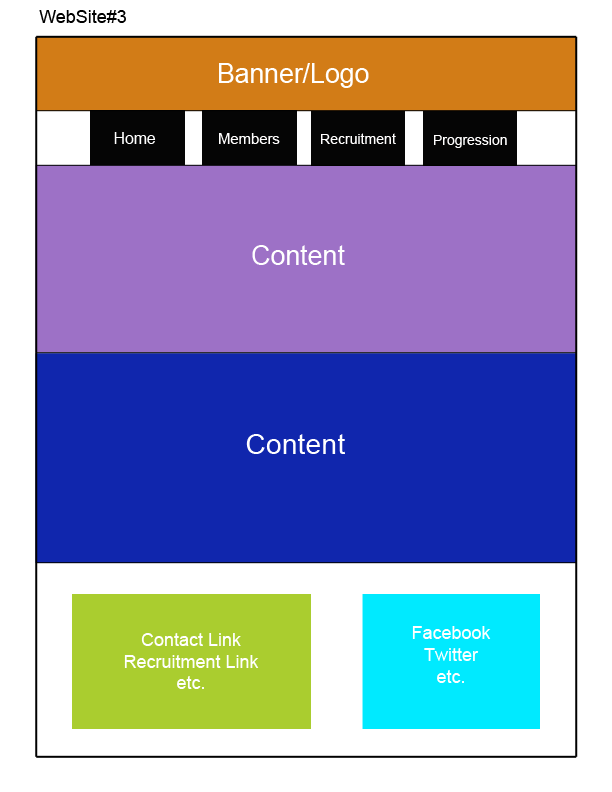 WebSite#3
Banner/Logo
Home Members Recruitment Progression
Content
Content
Contact Link
Recruitment Link
etc.
Facebook
Twitter
etc.